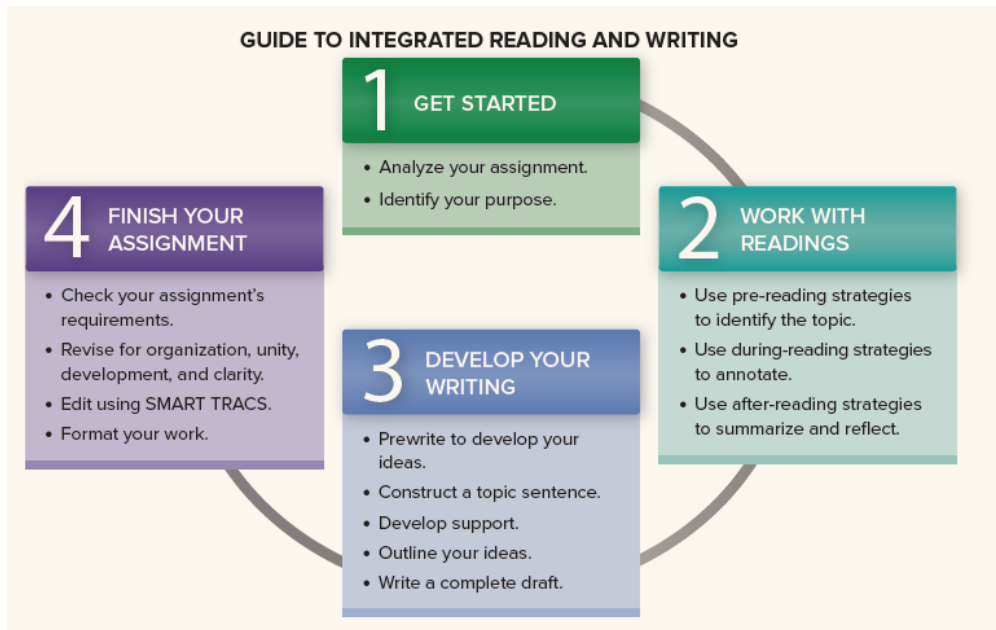 GUIDE TO INTEGRATED READING AND WRITING
1 GET STARTED
• Analyze your assignment.
• Identify your purpose.
2 WORK WITH
READINGS
• Use pre-reading strategies
to identify the topic.
• Use during-reading strategies
to annotate.
• Use after-reading strategies
to summarize and reflect.
3 DEVELOP YOUR
WRITING
• Prewrite to develop your
ideas.
• Construct a topic sentence.
• Develop support.
• Outline your ideas.
• Write a complete draft.
4 FINISH YOUR
ASSIGNMENT
• Check your assignment's
requirements.
• Revise for organization, unity,
development, and clarity.
• Edit using SMART TRACS.
• Format your work.